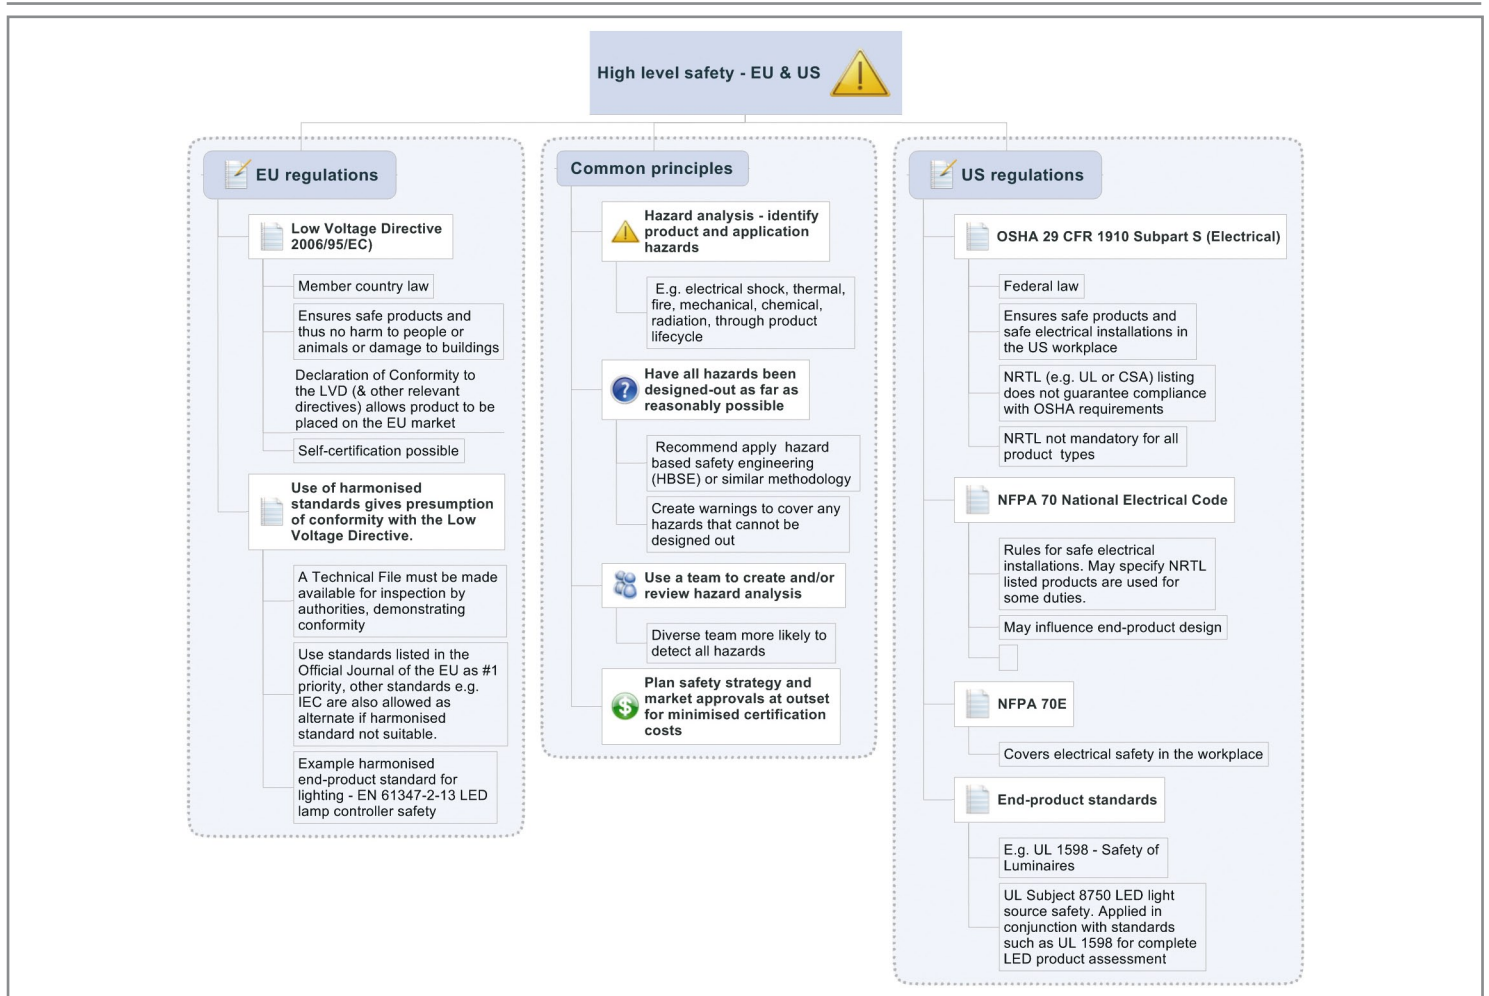 High level safety - EU & US
EU regulations
Low Voltage Directive
2006/95/EC)
Member country law
Ensures safe products and
thus no harm to people or
animals or damage to buildings
Declaration of Conformity to
the LVD (& other relevant
directives) allows product to be
placed on the EU market
Self-certification possible
Use of harmonised
standards gives presumption
of conformity with the Low
Voltage Directive.
A Technical File must be made
available for inspection by
authorities, demonstrating
conformity
Use standards listed in the
Official Journal of the EU as #1
priority, other standards e.g.
IEC are also allowed as
alternate if harmonised
standard not suitable.
Example harmonised
end-product standard for
lighting - EN 61347-2-13 LED
lamp controller safety
Common principles
Hazard analysis - identify
product and application
hazards
E.g. electrical shock, thermal,
fire, mechanical, chemical,
radiation, through product
lifecycle
Have all hazards been
designed-out as far as
reasonably possible
Recommend apply  hazard
based safety engineering
(HBSE) or similar methodology
Create warnings to cover any
hazards that cannot be
designed out
Use a team to create and/or
review hazard analysis
Diverse team more likely to
detect all hazards
Plan safety strategy and
market approvals at outset
for minimised certification
costs
US regulations
OSHA 29 CFR 1910 Subpart S (Electrical)
Federal law
Ensures safe products and
safe electrical installations in
the US workplace
NRTL (e.g. UL or CSA) listing
does not guarantee compliance
with OSHA requirements
NRTL not mandatory for all
product  types
NFPA 70 National Electrical Code
Rules for safe electrical
installations. May specify NRTL
listed products are used for
some duties.
May influence end-product design
NFPA 70E
Covers electrical safety in the workplace
End-product standards
E.g. UL 1598 - Safety of
Luminaires
UL Subject 8750 LED light
source safety. Applied in
conjunction with standards
such as UL 1598 for complete
LED product assessment